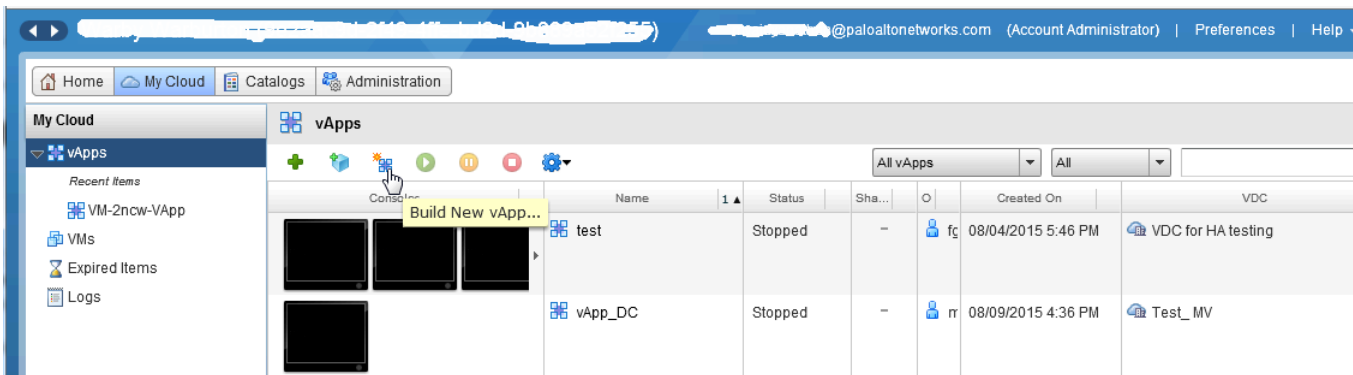 @paloaltonetworks.com (Account Administrator) | Preferences | Help
Home My Cloud Catalogs Administration
My Cloud
vApps
vApps
All vApps All
Recent Items
VM-2ncw-VApp
VMs
Expired Items
Logs
Build New vApp...
Consoles Name 1 Status Sha... O Created On VDC
test Stopped - fg 08/04/2015 5:46 PM VDC for HA testing
vApp_DC Stopped - 08/09/2015 4:36 PM Test_ MV